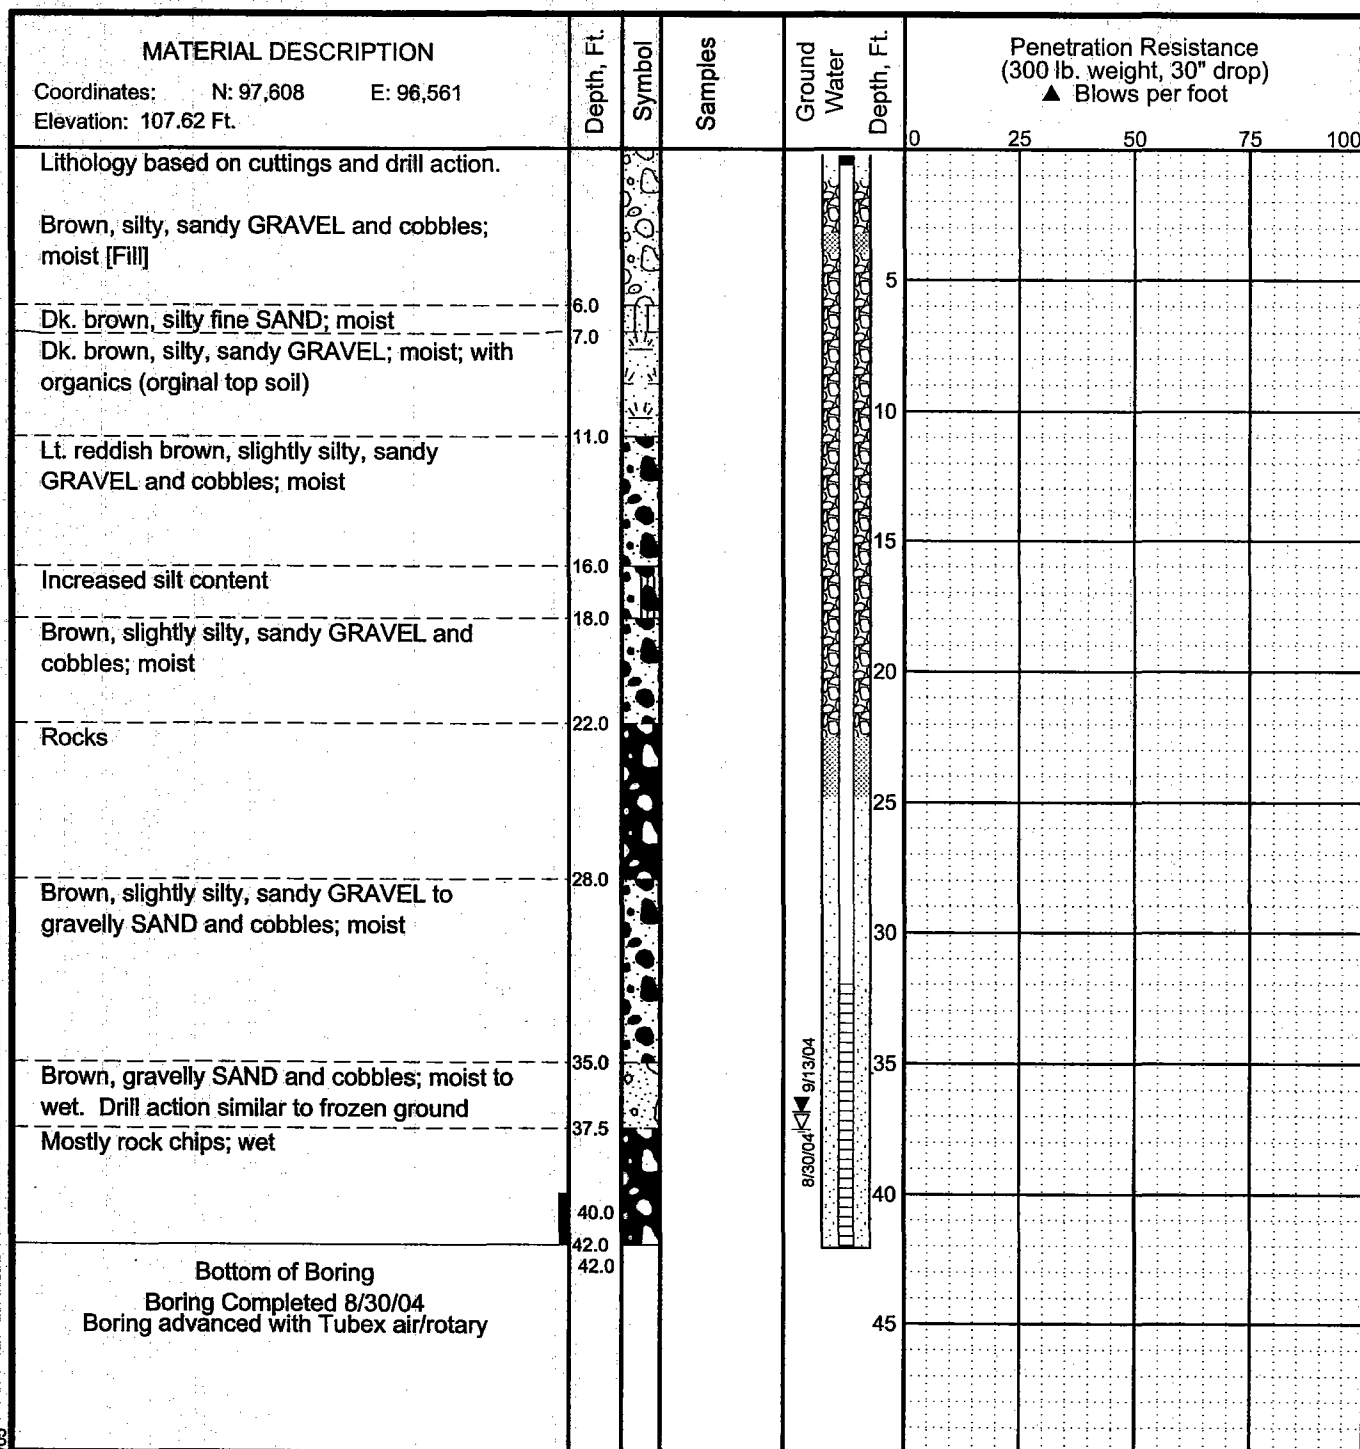 MATERIAL DESCRIPTION
Coordinates: N: 97,608 E: 96,561
Elevation: 107.62 Ft.
Depth, Ft.
Symbol
Samples
Ground
Water
Depth, Ft.
Penetration Resistance
(300 lb. weight, 30" drop)
▲ Blows per foot
0 25 50 75 100
Lithology based on cuttings and drill action.
Brown, silty, sandy GRAVEL and cobbles;
moist [Fill]
5
6.0
Dk. brown, silty fine SAND; moist
7.0
Dk. brown, silty, sandy GRAVEL; moist; with
organics (orginal top soil)
10
11.0
Lt. reddish brown, slightly silty, sandy
GRAVEL and cobbles; moist
15
16.0
Increased silt content
18.0
Brown, slightly silty, sandy GRAVEL and
cobbles; moist
20
22.0
Rocks
25
28.0
Brown, slightly silty, sandy GRAVEL to
gravelly SAND and cobbles; moist
30
35
35.0
Brown, gravelly SAND and cobbles; moist to
wet. Drill action similar to frozen ground
9/13/04
8/30/04
37.5
Mostly rock chips; wet
40
40.0
42.0
42.0
Bottom of Boring
Boring Completed 8/30/04
Boring advanced with Tubex air/rotary
45